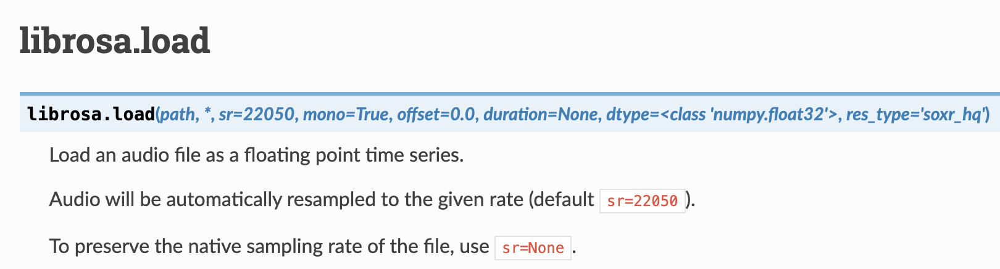 librosa.load
librosa.load(path, *, sr=22050, mono=True, offset=0.0, duration=None, dtype=<class 'numpy.float32'>, res_type='soxr_hq')
Load an audio file as a floating point time series.
Audio will be automatically resampled to the given rate (default sr=22050).
To preserve the native sampling rate of the file, use sr=None.